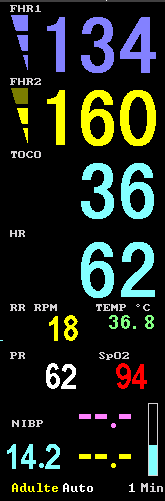 FHR1
134
FHR2
160
TOCO
36
HR
62
RR RPM TEMP °C
18 36.8
PR SpO2
62 94
NIBP --.-
14.2 --.-
Adulte Auto 1 Min